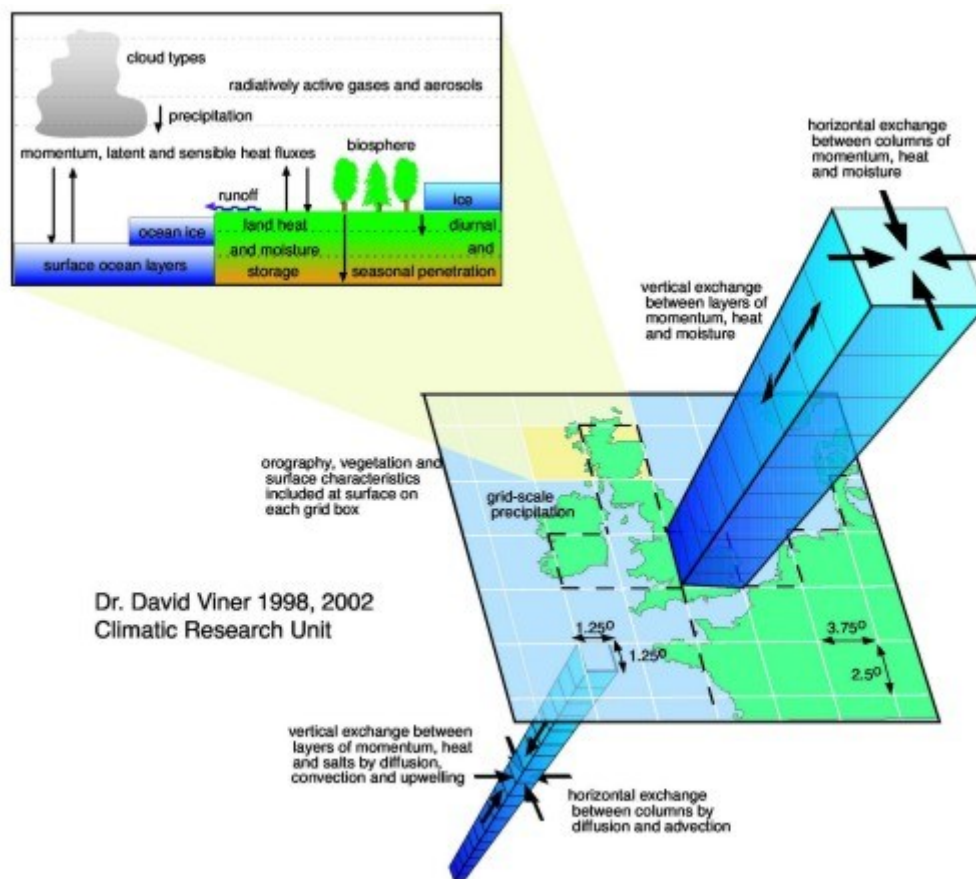 cloud types
radiatively active gases and aerosols
precipitation
momentum, latent and sensible heat fluxes
biosphere
runoff
ice
ocean ice
land heat
diurnal
and moisture
and
surface ocean layers
storage
seasonal penetration
horizontal exchange
between columns of
momentum, heat
and moisture
vertical exchange
between layers of
momentum, heat
and moisture
orography, vegetation and
surface characteristics
included at surface on
each grid box
grid-scale
precipitation
Dr. David Viner 1998, 2002
Climatic Research Unit
1.25º
1.25º
3.75º
2.5º
vertical exchange between
layers of momentum, heat
and salts by diffusion,
convection and upwelling
horizontal exchange
between columns by
diffusion and advection